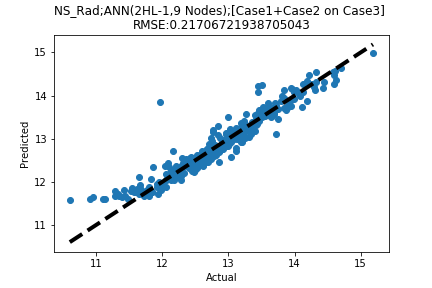 NS_Rad;ANN(2HL-1,9 Nodes);[Case1+Case2 on Case3]
RMSE:0.21706721938705043
15
14
13
12
11
Predicted
11
12
13
14
15
Actual